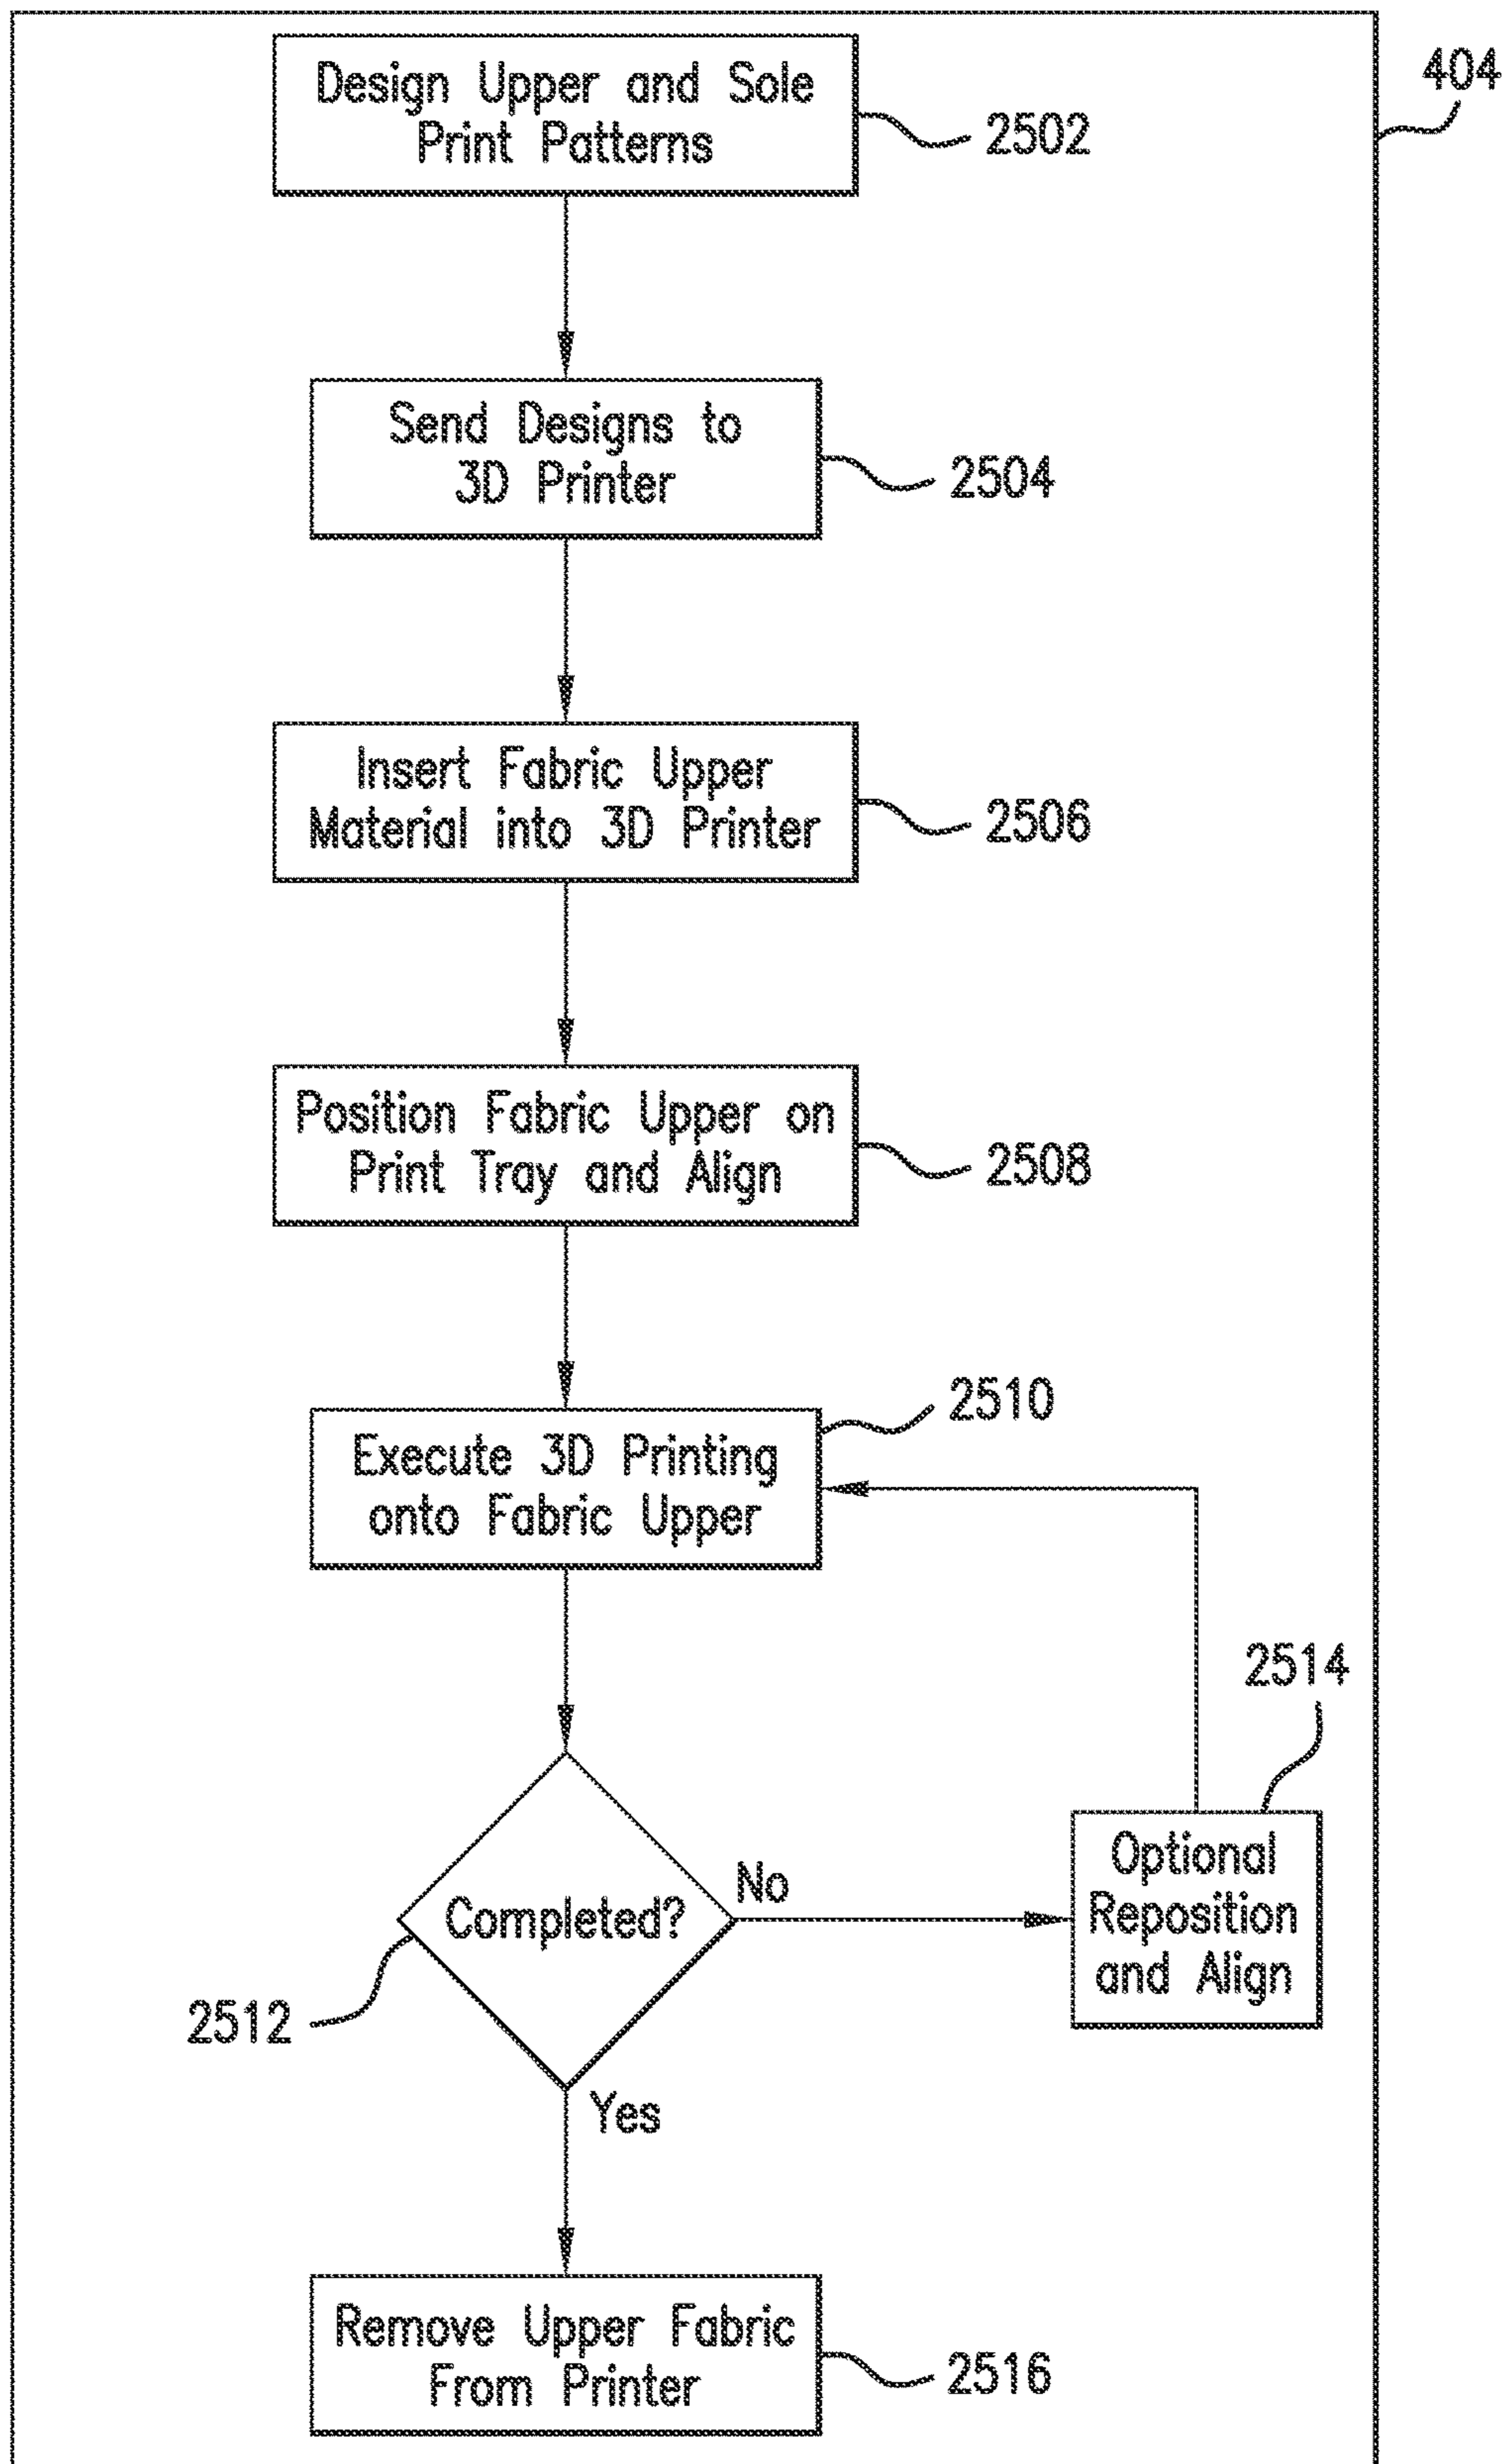 404
Design Upper and Sole
Print Patterns
2502
Send Designs to
3D Printer
2504
Insert Fabric Upper
Material into 3D Printer
2506
Position Fabric Upper on
Print Tray and Align
2508
2510
Execute 3D Printing
onto Fabric Upper
2514
Completed?
No
Optional
Reposition
and Align
2512
Yes
Remove Upper Fabric
From Printer
2516